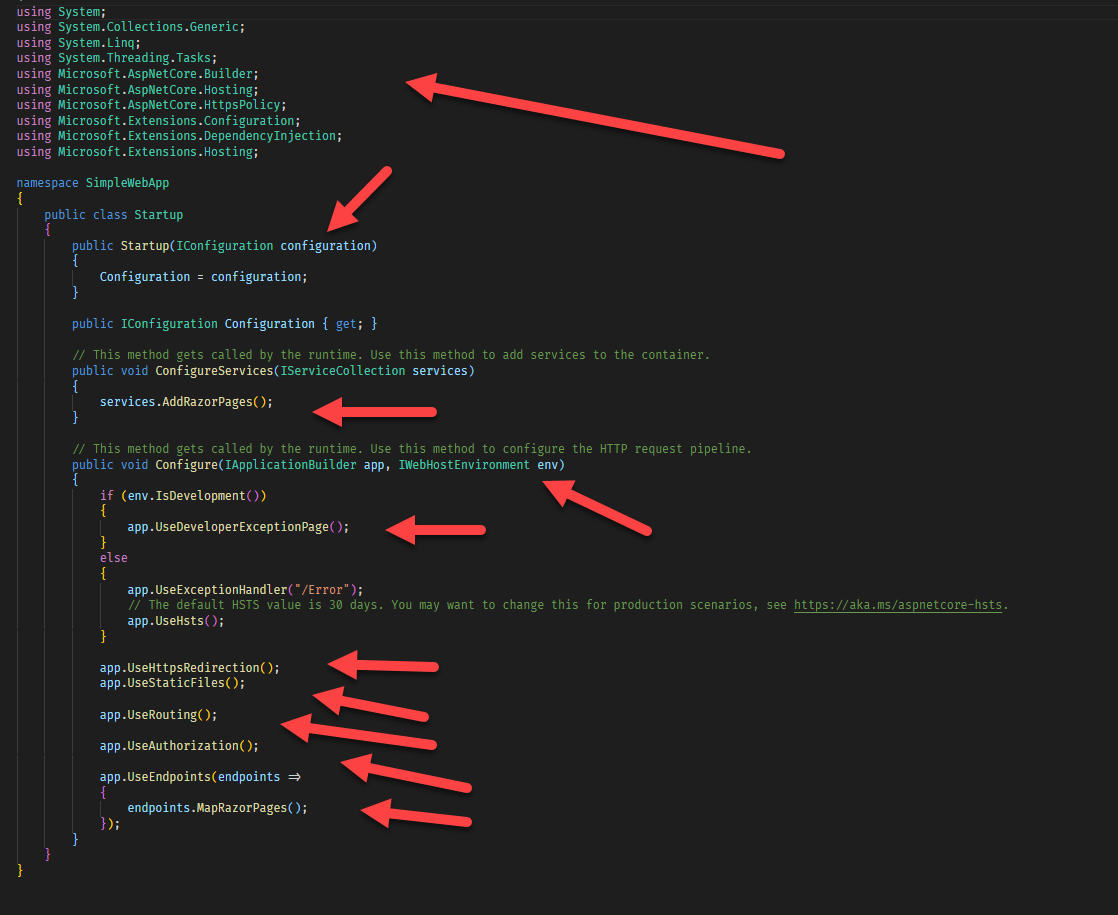 using System;
using System.Collections.Generic;
using System.Linq;
using System.Threading.Tasks;
using Microsoft.AspNetCore.Builder;
using Microsoft.AspNetCore.Hosting;
using Microsoft.AspNetCore.HttpsPolicy;
using Microsoft.Extensions.Configuration;
using Microsoft.Extensions.DependencyInjection;
using Microsoft.Extensions.Hosting;

namespace SimpleWebApp
{
    public class Startup
    {
        public Startup(IConfiguration configuration)
        {
            Configuration = configuration;
        }

        public IConfiguration Configuration { get; }

        // This method gets called by the runtime. Use this method to add services to the container.
        public void ConfigureServices(IServiceCollection services)
        {
            services.AddRazorPages();
        }

        // This method gets called by the runtime. Use this method to configure the HTTP request pipeline.
        public void Configure(IApplicationBuilder app, IWebHostEnvironment env)
        {
            if (env.IsDevelopment())
            {
                app.UseDeveloperExceptionPage();
            }
            else
            {
                app.UseExceptionHandler("/Error");
                // The default HSTS value is 30 days. You may want to change this for production scenarios, see https://aka.ms/aspnetcore-hsts.
                app.UseHsts();
            }

            app.UseHttpsRedirection();
            app.UseStaticFiles();

            app.UseRouting();

            app.UseAuthorization();

            app.UseEndpoints(endpoints =>
            {
                endpoints.MapRazorPages();
            });
        }
    }
}